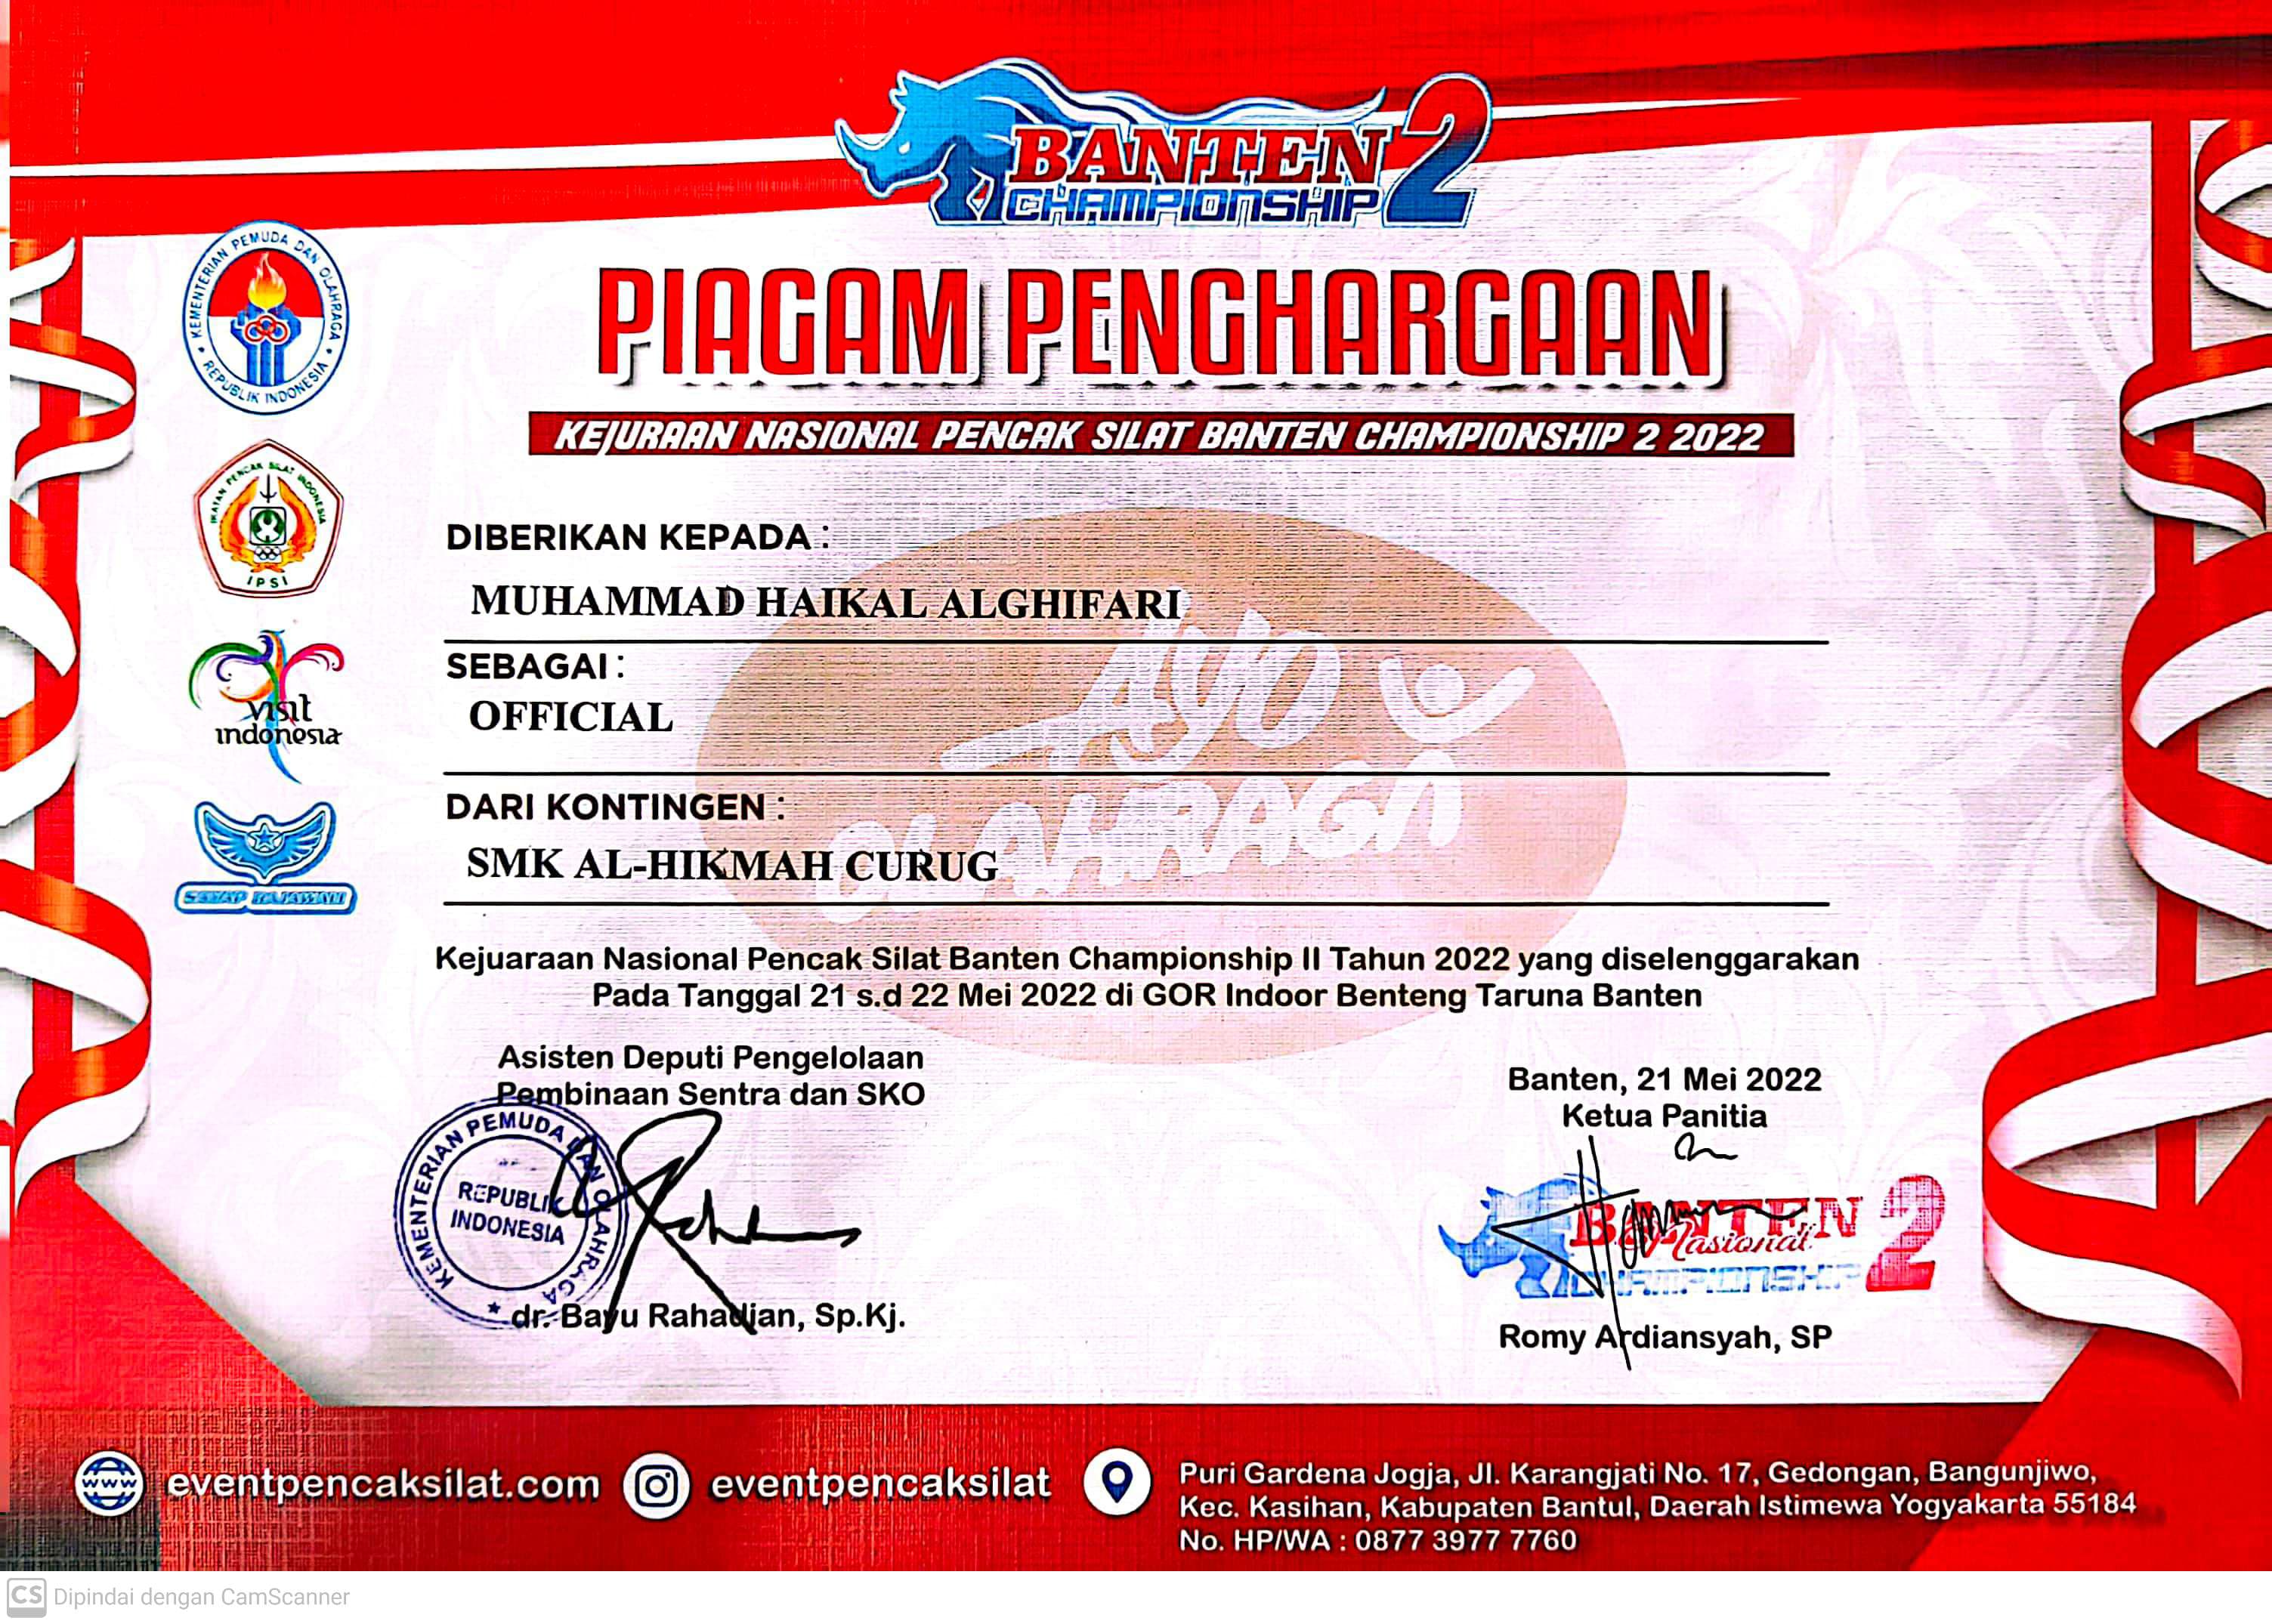 BANTEN 2
CHAMPIONSHIP
KEMENTERIAN PEMUDA DAN OLAHRAGA
REPUBLIK INDONESIA
PIAGAM PENGHARGAAN
KEJURAAN NASIONAL PENCAK SILAT BANTEN CHAMPIONSHIP 2 2022
IKATAN PENCAK SILAT INDONESIA
IPSI
DIBERIKAN KEPADA :
MUHAMMAD HAIKAL ALGHIFARI
visit
indonesia
SEBAGAI :
OFFICIAL
AYO
OLAHRAGA
DARI KONTINGEN :
SMK AL-HIKMAH CURUG
SAYAP RAJAWALI
Kejuaraan Nasional Pencak Silat Banten Championship II Tahun 2022 yang diselenggarakan
Pada Tanggal 21 s.d 22 Mei 2022 di GOR Indoor Benteng Taruna Banten
Asisten Deputi Pengelolaan
Pembinaan Sentra dan SKO
KEMENTERIAN PEMUDA DAN OLAHRAGA
REPUBLIK
INDONESIA
dr. Bayu Rahadjan, Sp.Kj.
Banten, 21 Mei 2022
Ketua Panitia
BANTEN 2
Nasional
CHAMPIONSHIP
Romy Ardiansyah, SP
www eventpencaksilat.com eventpencaksilat
Puri Gardena Jogja, Jl. Karangjati No. 17, Gedongan, Bangunjiwo,
Kec. Kasihan, Kabupaten Bantul, Daerah Istimewa Yogyakarta 55184
No. HP/WA : 0877 3977 7760
CS Dipindai dengan CamScanner